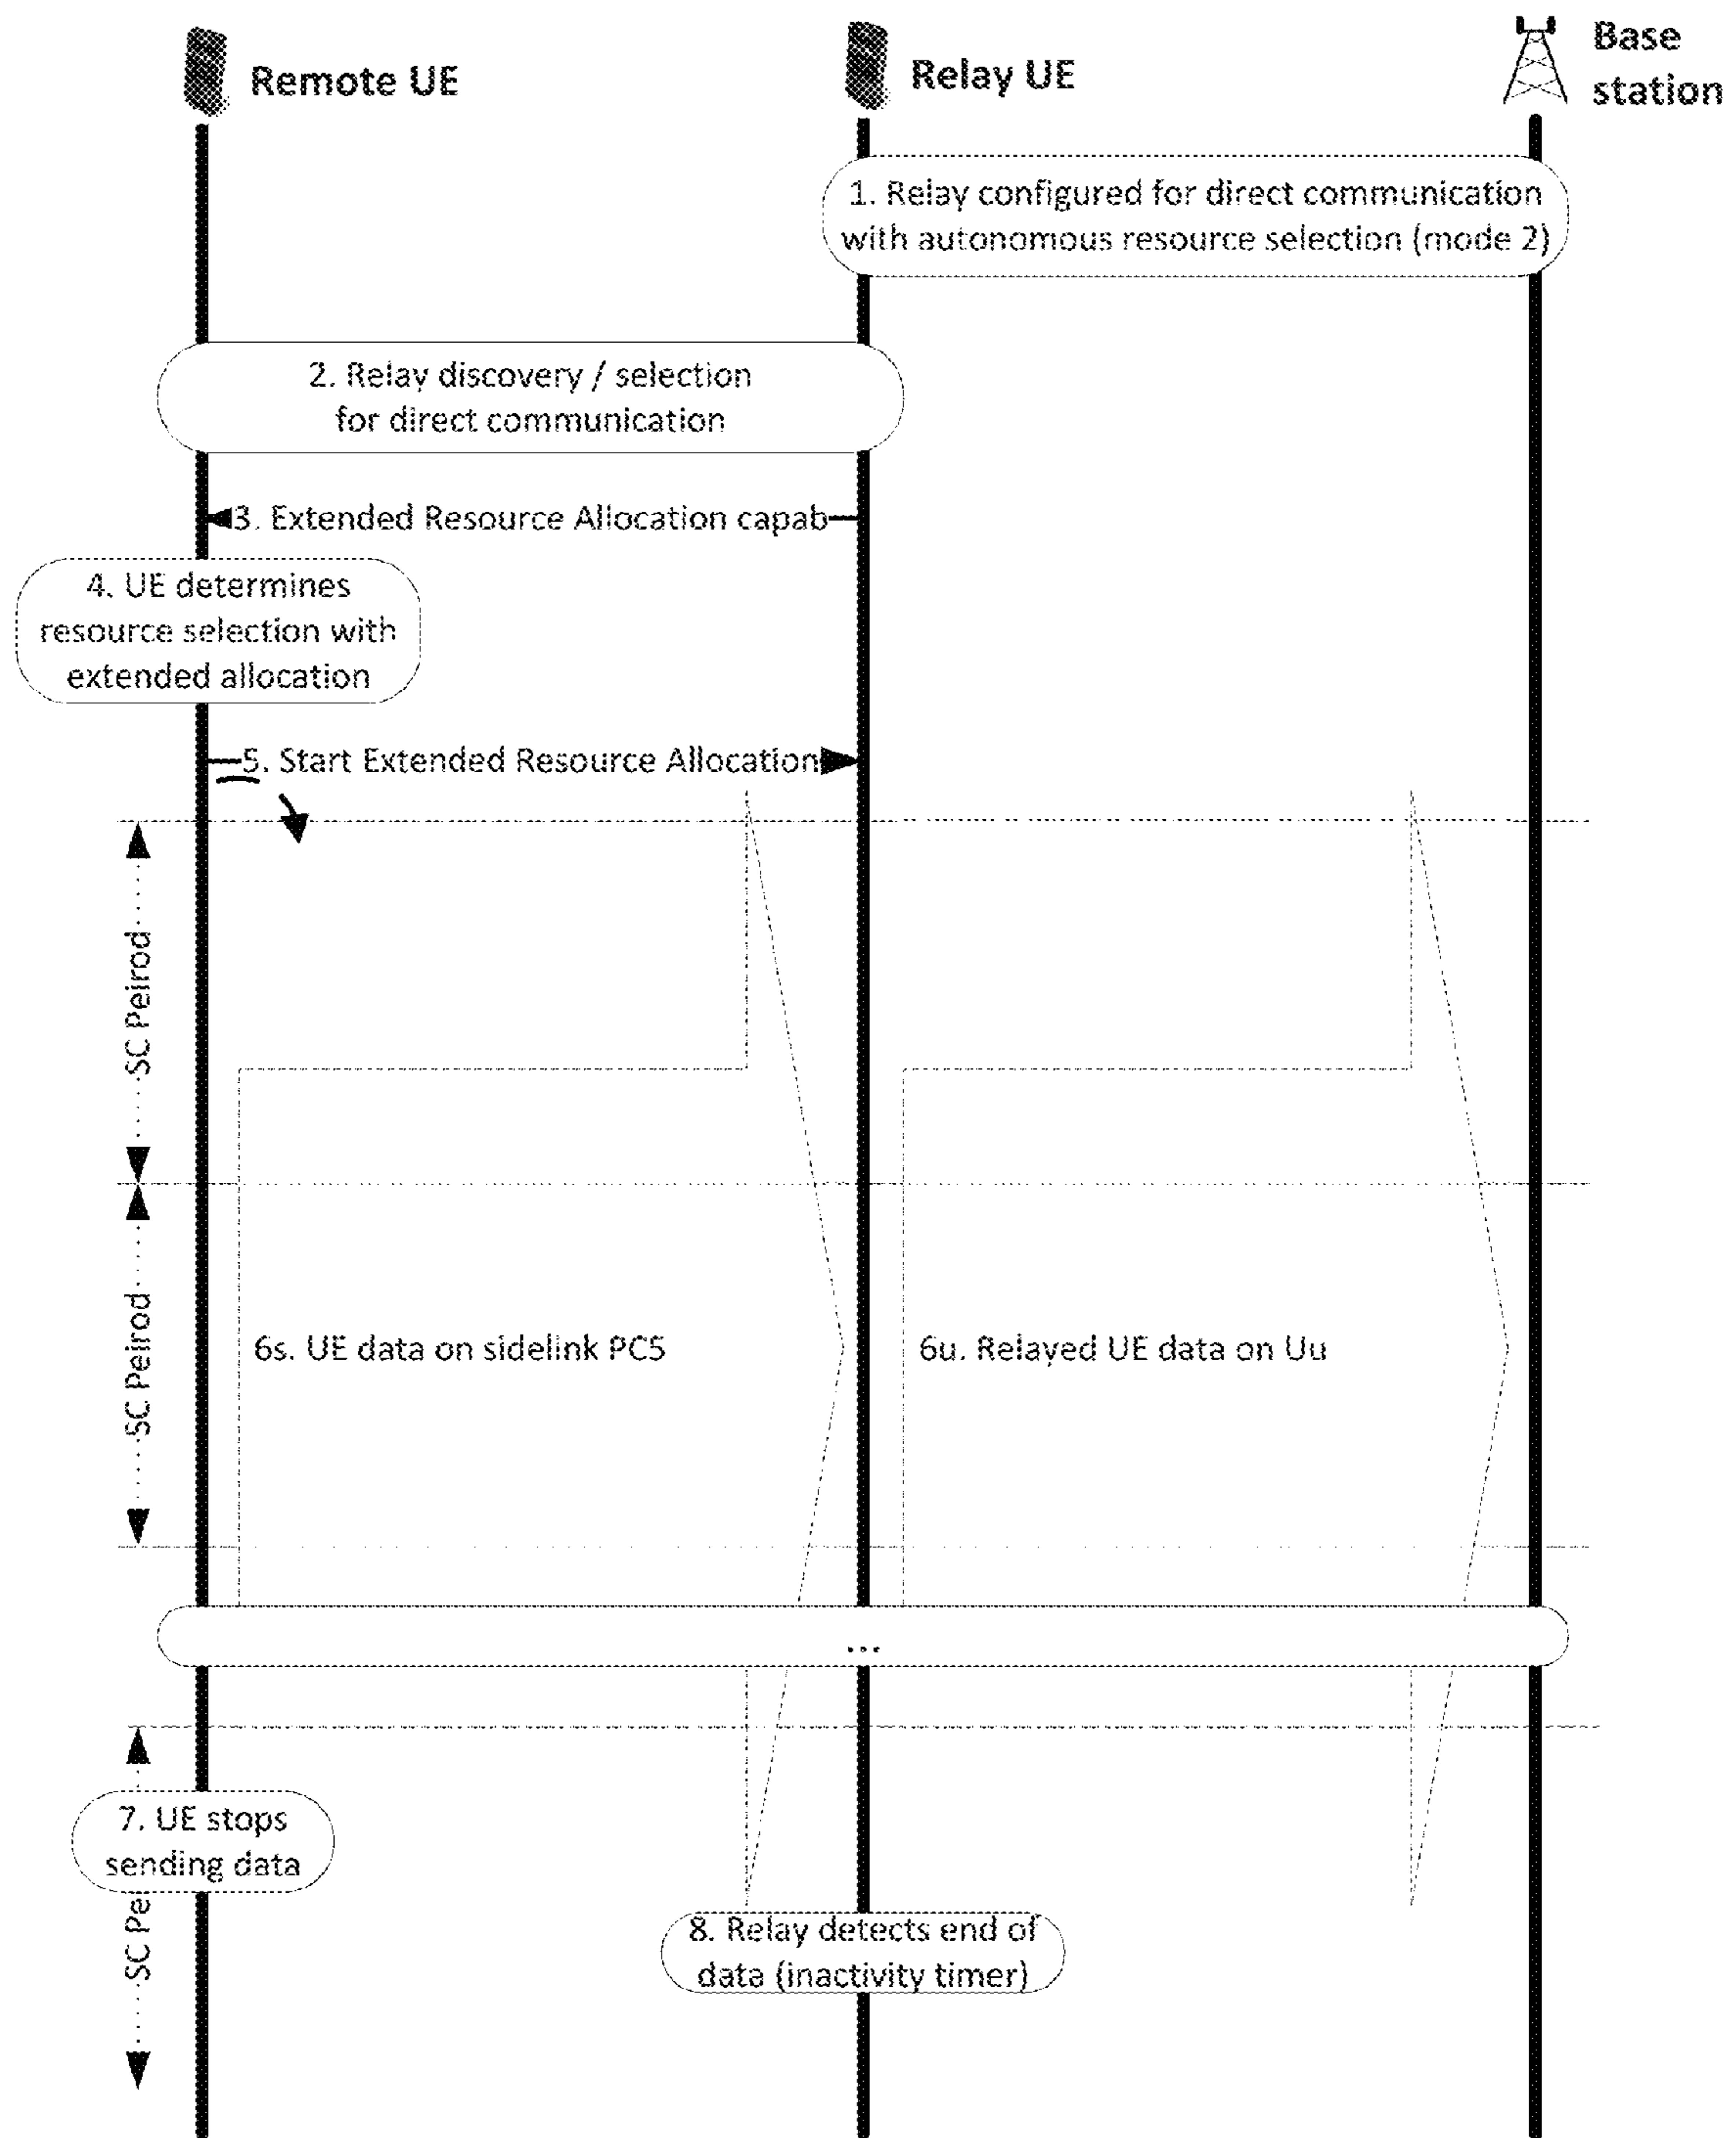 Remote UE
Relay UE
Base
station
1. Relay configured for direct communication
with autonomous resource selection (mode 2)
2. Relay discovery / selection
for direct communication
3. Extended Resource Allocation capab
4. UE determines
resource selection with
extended allocation
5. Start Extended Resource Allocation
SC Peirod
SC Peirod
6s. UE data on sidelink PC5
6u. Relayed UE data on Uu
...
7. UE stops
sending data
SC Pe
8. Relay detects end of
data (inactivity timer)